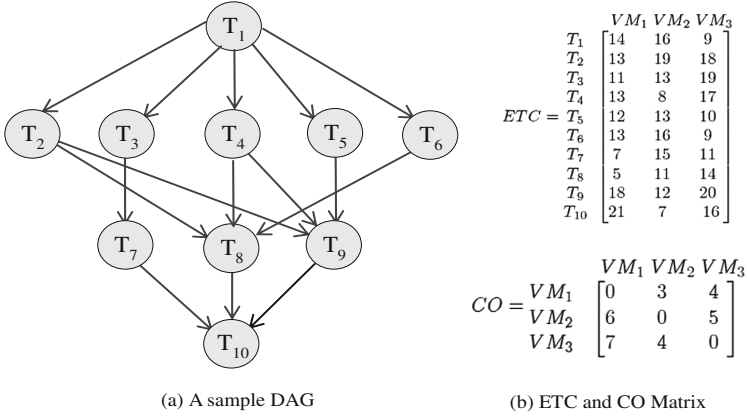 T1
T2
T3
T4
T5
T6
T7
T8
T9
T10
(a) A sample DAG
VM1 VM2 VM3
T1 14 16 9
T2 13 19 18
T3 11 13 19
T4 13 8 17
ETC = T5 12 13 10
T6 13 16 9
T7 7 15 11
T8 5 11 14
T9 18 12 20
T10 21 7 16
VM1 VM2 VM3
VM1 0 3 4
CO = VM2 6 0 5
VM3 7 4 0
(b) ETC and CO Matrix